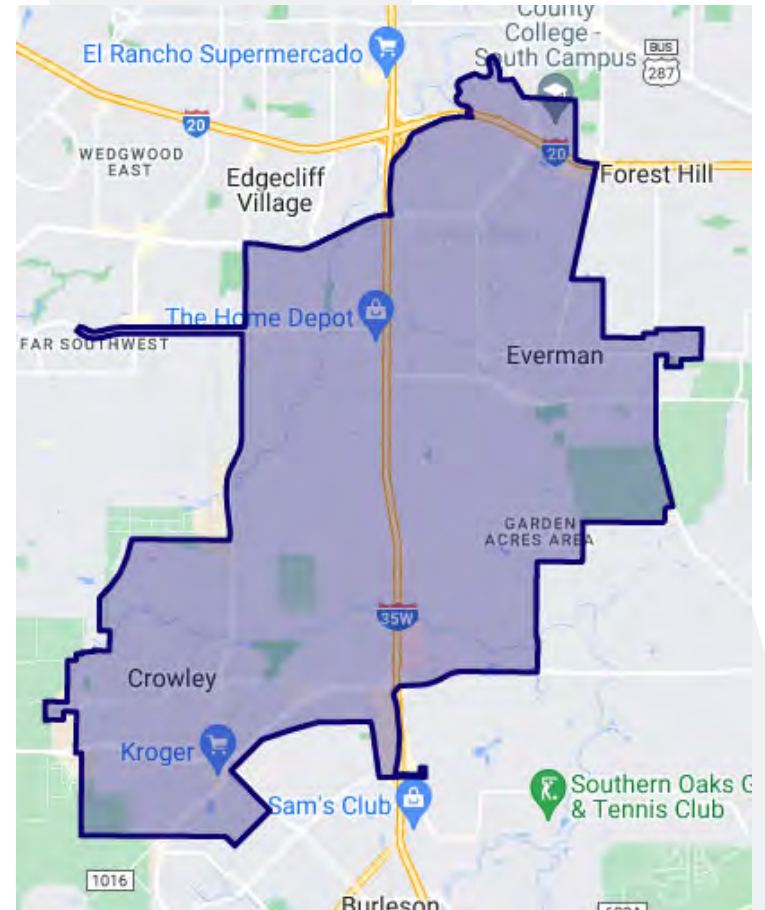 County
College -
South Campus
El Rancho Supermercado
BUS
287
20
WEDGWOOD
EAST
20
Edgecliff
Village
Forest Hill
The Home Depot
FAR SOUTHWEST
Everman
GARDEN
ACRES AREA
35W
Crowley
Kroger
Southern Oaks G
& Tennis Club
Sam's Club
1016
Burleson